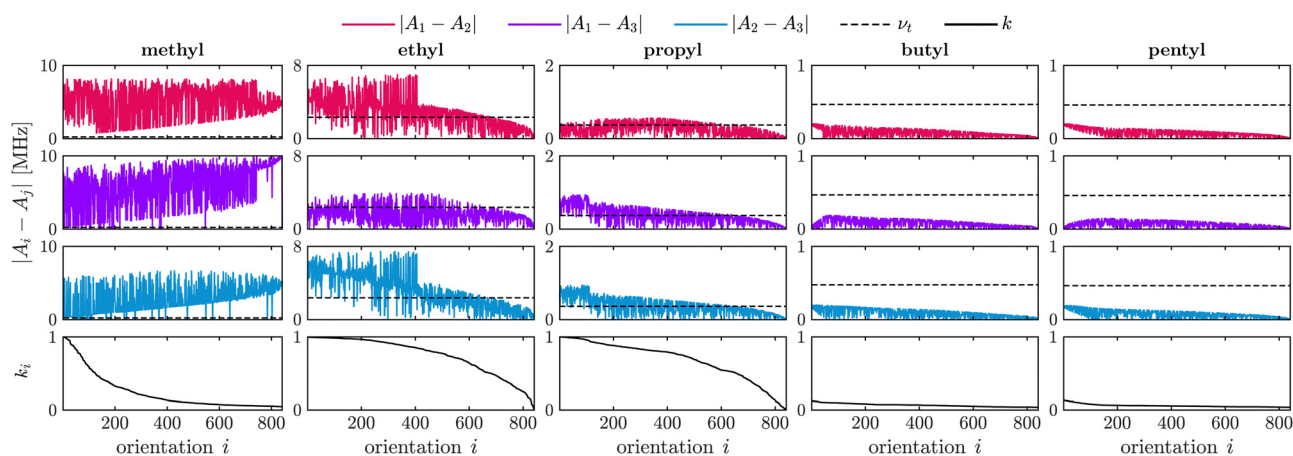 |A₁ − A₂| |A₁ − A₃| |A₂ − A₃| νₜ k
methyl ethyl propyl butyl pentyl
|Aᵢ − Aⱼ| [MHz]
10 8 2 1 1
0 0 0 0 0
10 8 2 1 1
0 0 0 0 0
10 8 2 1 1
0 0 0 0 0
kᵢ
1 1 1 1 1
0 0 0 0 0
200 400 600 800 200 400 600 800 200 400 600 800 200 400 600 800 200 400 600 800
orientation i orientation i orientation i orientation i orientation i